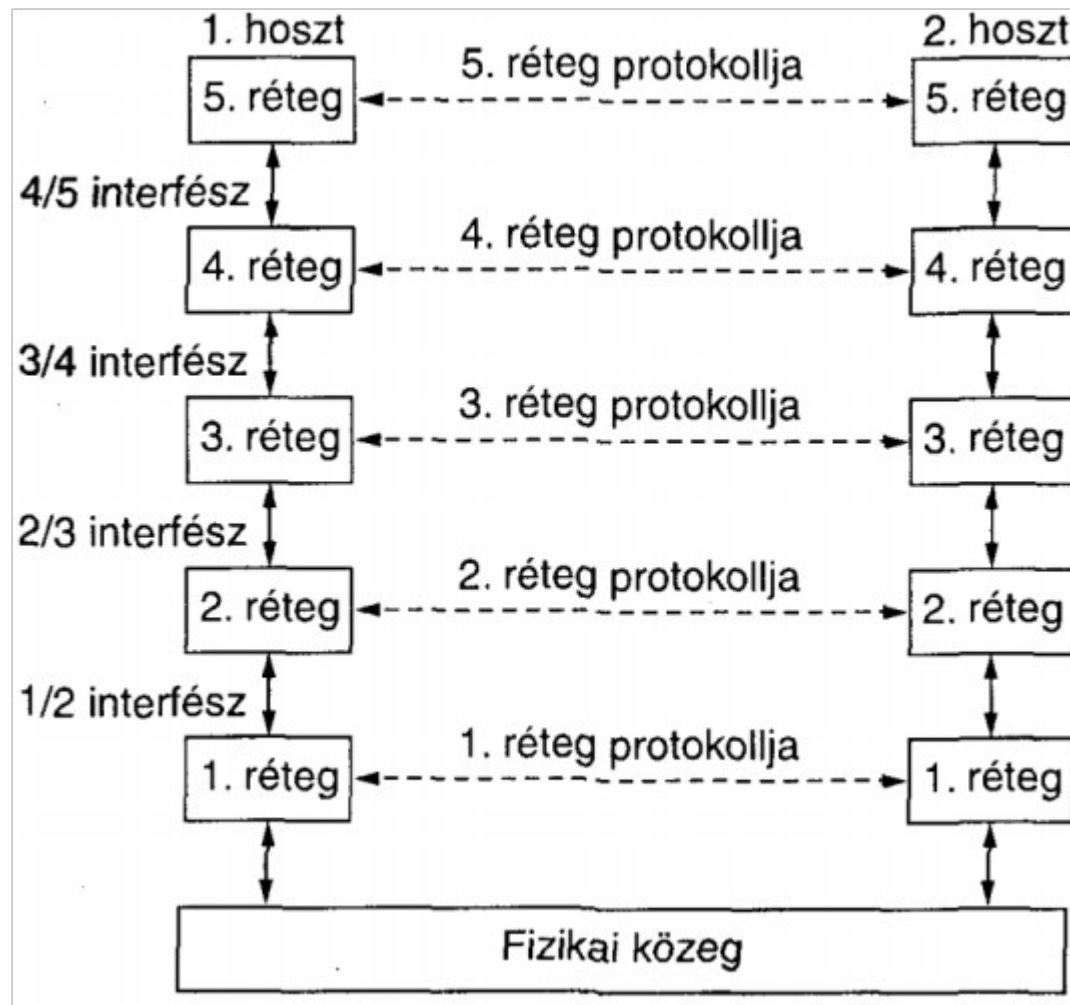 1. hoszt
2. hoszt
5. réteg protokollja
5. réteg
5. réteg
4/5 interfész
4. réteg protokollja
4. réteg
4. réteg
3/4 interfész
3. réteg protokollja
3. réteg
3. réteg
2/3 interfész
2. réteg protokollja
2. réteg
2. réteg
1/2 interfész
1. réteg protokollja
1. réteg
1. réteg
Fizikai közeg